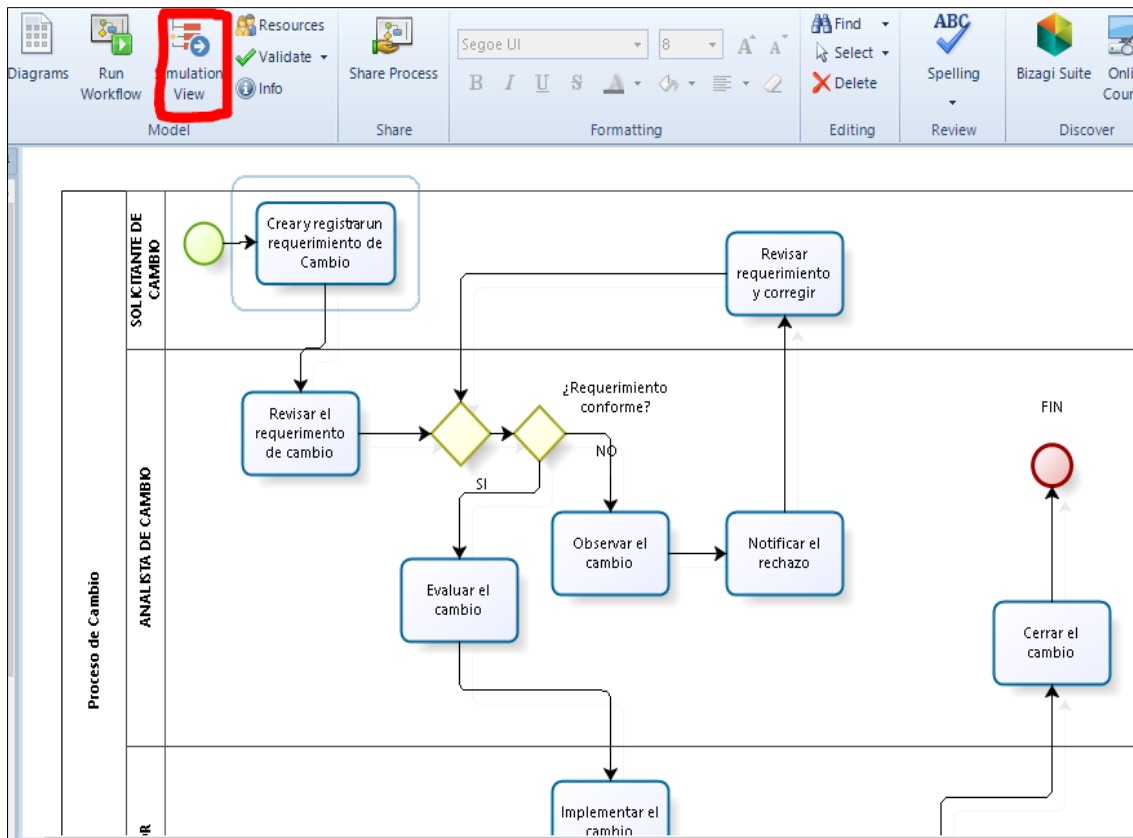 Diagrams
Run
Workflow
Simulation
View
Resources
Validate
Info
Model
Share Process
Share
Segoe UI
8
A
A
B I U S A
Formatting
Find
Select
Delete
Editing
ABC
Spelling
Review
Bizagi Suite
Discover
Proceso de Cambio
SOLICITANTE DE
CAMBIO
Crear y registrar un
requerimiento de
Cambio
Revisar
requerimiento
y corregir
ANALISTA DE CAMBIO
Revisar el
requerimento
de cambio
¿Requerimiento
conforme?
NO
SI
FIN
Observar el
cambio
Notificar el
rechazo
Evaluar el
cambio
Cerrar el
cambio
Implementar el
cambio